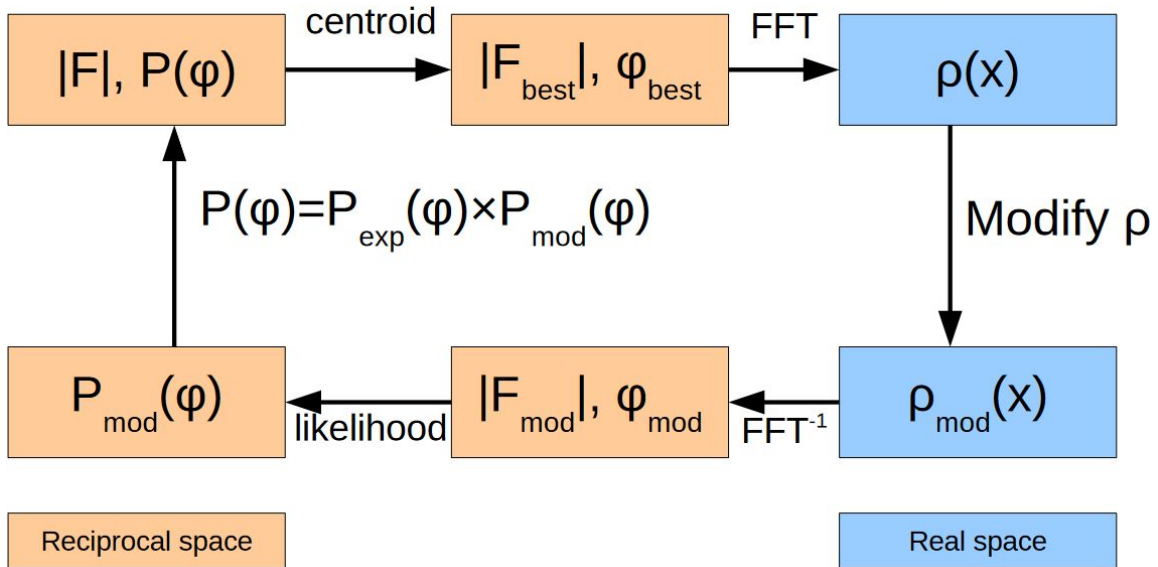 centroid
FFT
|F|, P(φ)
|F_best|, φ_best
ρ(x)
P(φ)=P_exp(φ)×P_mod(φ)
Modify ρ
P_mod(φ)
likelihood
|F_mod|, φ_mod
FFT⁻¹
ρ_mod(x)
Reciprocal space
Real space